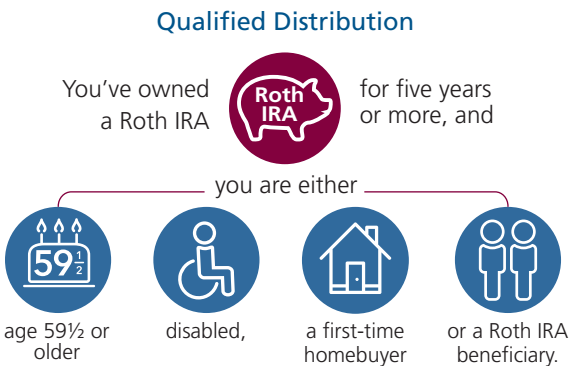 Qualified Distribution
You've owned
a Roth IRA
Roth
IRA
for five years
or more, and
you are either
59½
age 59½ or
older
disabled,
a first-time
homebuyer
or a Roth IRA
beneficiary.